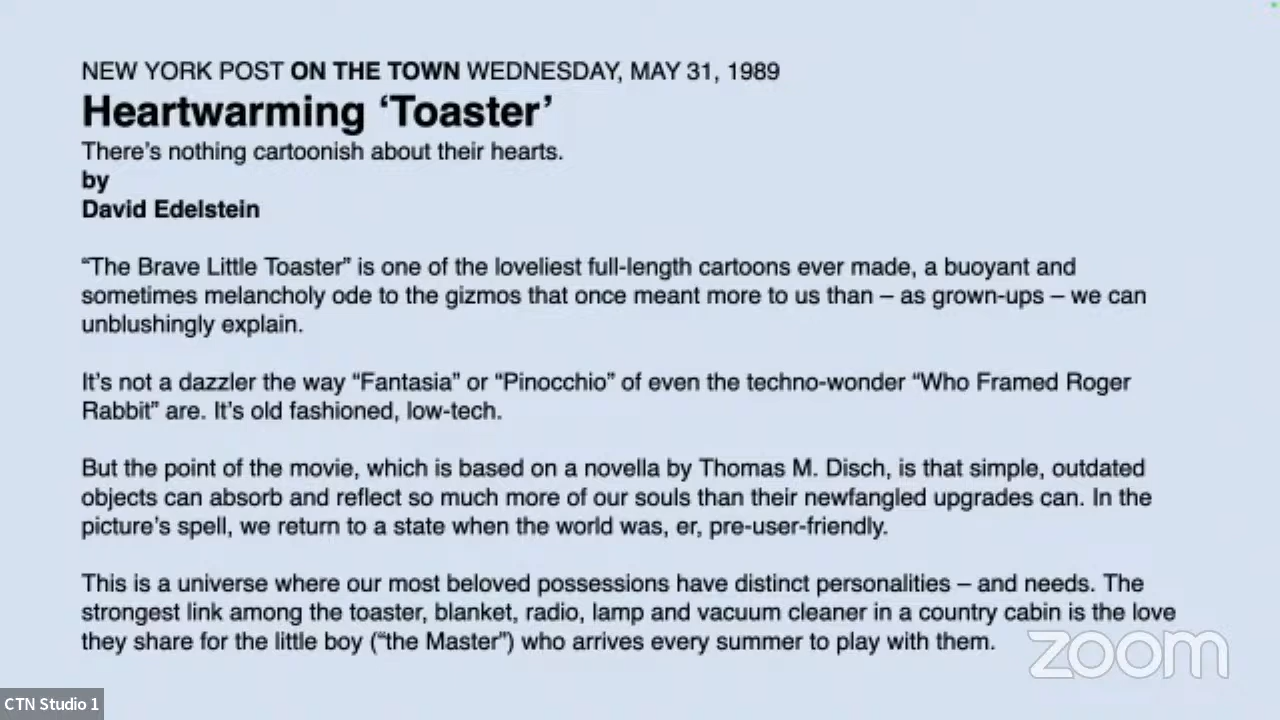 NEW YORK POST ON THE TOWN WEDNESDAY, MAY 31, 1989
Heartwarming ‘Toaster’
There’s nothing cartoonish about their hearts.
by
David Edelstein
“The Brave Little Toaster” is one of the loveliest full-length cartoons ever made, a buoyant and
sometimes melancholy ode to the gizmos that once meant more to us than – as grown-ups – we can
unblushingly explain.
It’s not a dazzler the way “Fantasia” or “Pinocchio” of even the techno-wonder “Who Framed Roger
Rabbit” are. It’s old fashioned, low-tech.
But the point of the movie, which is based on a novella by Thomas M. Disch, is that simple, outdated
objects can absorb and reflect so much more of our souls than their newfangled upgrades can. In the
picture’s spell, we return to a state when the world was, er, pre-user-friendly.
This is a universe where our most beloved possessions have distinct personalities – and needs. The
strongest link among the toaster, blanket, radio, lamp and vacuum cleaner in a country cabin is the love
they share for the little boy (“the Master”) who arrives every summer to play with them.
zoom
CTN Studio 1